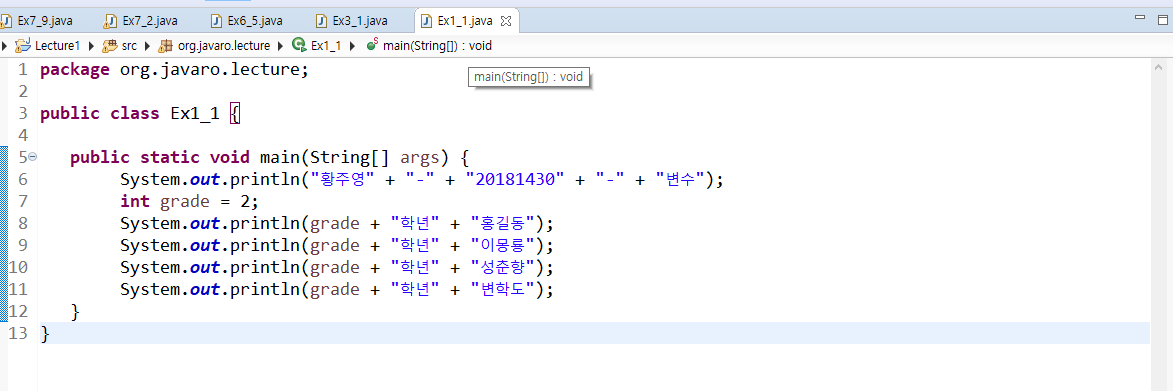 Ex7_9.java Ex7_2.java Ex6_5.java Ex3_1.java Ex1_1.java
Lecture1 src org.javaro.lecture Ex1_1 main(String[]) : void
main(String[]) : void
1 package org.javaro.lecture;
2
3 public class Ex1_1 {
4
5 public static void main(String[] args) {
6 System.out.println("황주영" + "-" + "20181430" + "-" + "변수");
7 int grade = 2;
8 System.out.println(grade + "학년" + "홍길동");
9 System.out.println(grade + "학년" + "이몽룡");
10 System.out.println(grade + "학년" + "성춘향");
11 System.out.println(grade + "학년" + "변학도");
12 }
13 }